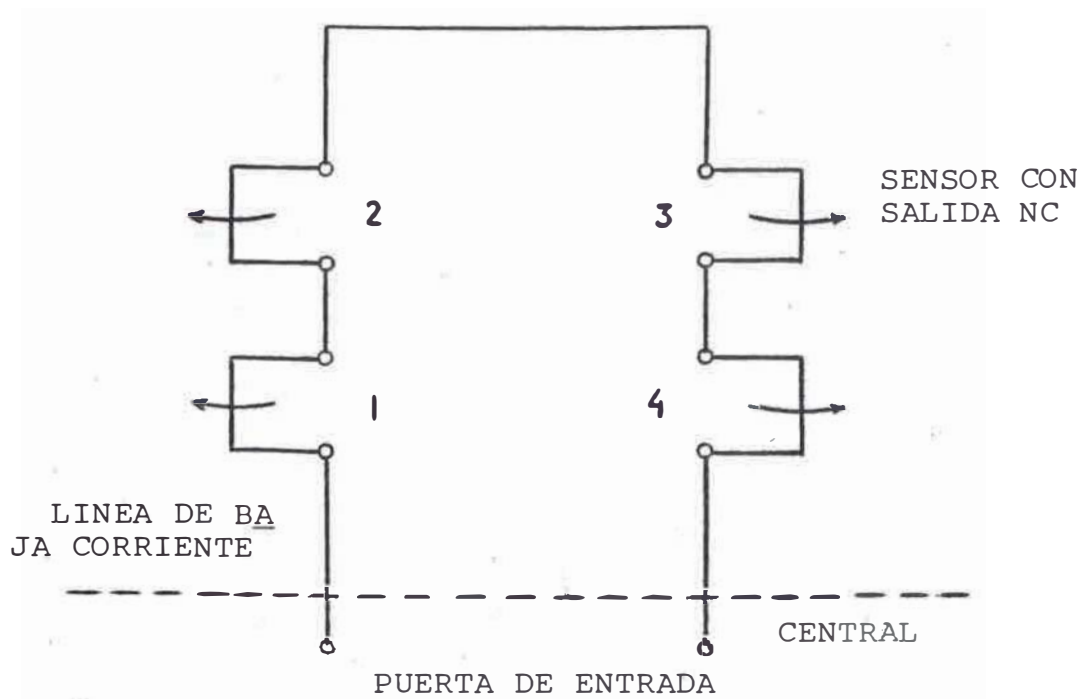 2
3
SENSOR CON
SALIDA NC
1
4
LINEA DE BA
JA CORRIENTE
CENTRAL
PUERTA DE ENTRADA